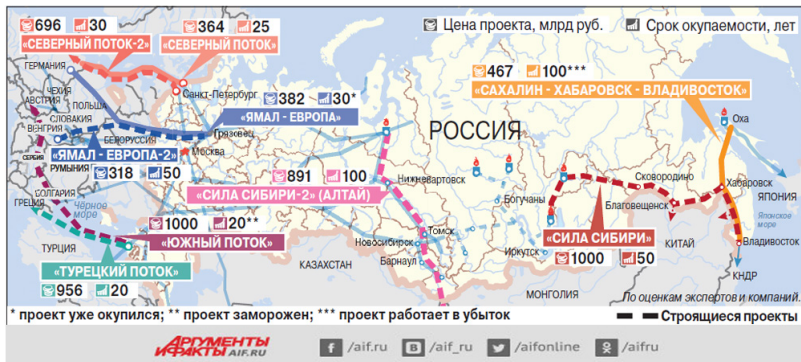 Цена проекта, млрд руб.
Срок окупаемости, лет
696 30
«СЕВЕРНЫЙ ПОТОК-2»
364 25
«СЕВЕРНЫЙ ПОТОК»
467 100***
«САХАЛИН - ХАБАРОВСК - ВЛАДИВОСТОК»
ГЕРМАНИЯ
ЧЕХИЯ
АВСТРИЯ
ПОЛЬША
СЛОВАКИЯ
ВЕНГРИЯ
БЕЛОРУССИЯ
СЕРБИЯ
РУМЫНИЯ
БОЛГАРИЯ
ГРЕЦИЯ
Чёрное
море
ТУРЦИЯ
Санкт-Петербург
382 30*
«ЯМАЛ - ЕВРОПА»
Грязовец
Москва
«ЯМАЛ - ЕВРОПА-2»
318 50
891 100
«СИЛА СИБИРИ-2» (АЛТАЙ)
РОССИЯ
Нижневартовск
Томск
Новосибирск
Барнаул
Богучаны
Иркутск
Сковородино
Благовещенск
Оха
Хабаровск
Владивосток
ЯПОНИЯ
Японское
море
КНДР
КИТАЙ
МОНГОЛИЯ
КАЗАХСТАН
«СИЛА СИБИРИ»
1000 50
1000 20**
«ЮЖНЫЙ ПОТОК»
«ТУРЕЦКИЙ ПОТОК»
956 20
По оценкам экспертов и компаний.
* проект уже окупился; ** проект заморожен; *** проект работает в убыток
Строящиеся проекты
АРГУМЕНТЫ
И ФАКТЫ AIF.RU
f /aif.ru
B /aif_ru
/aifonline
/aifru